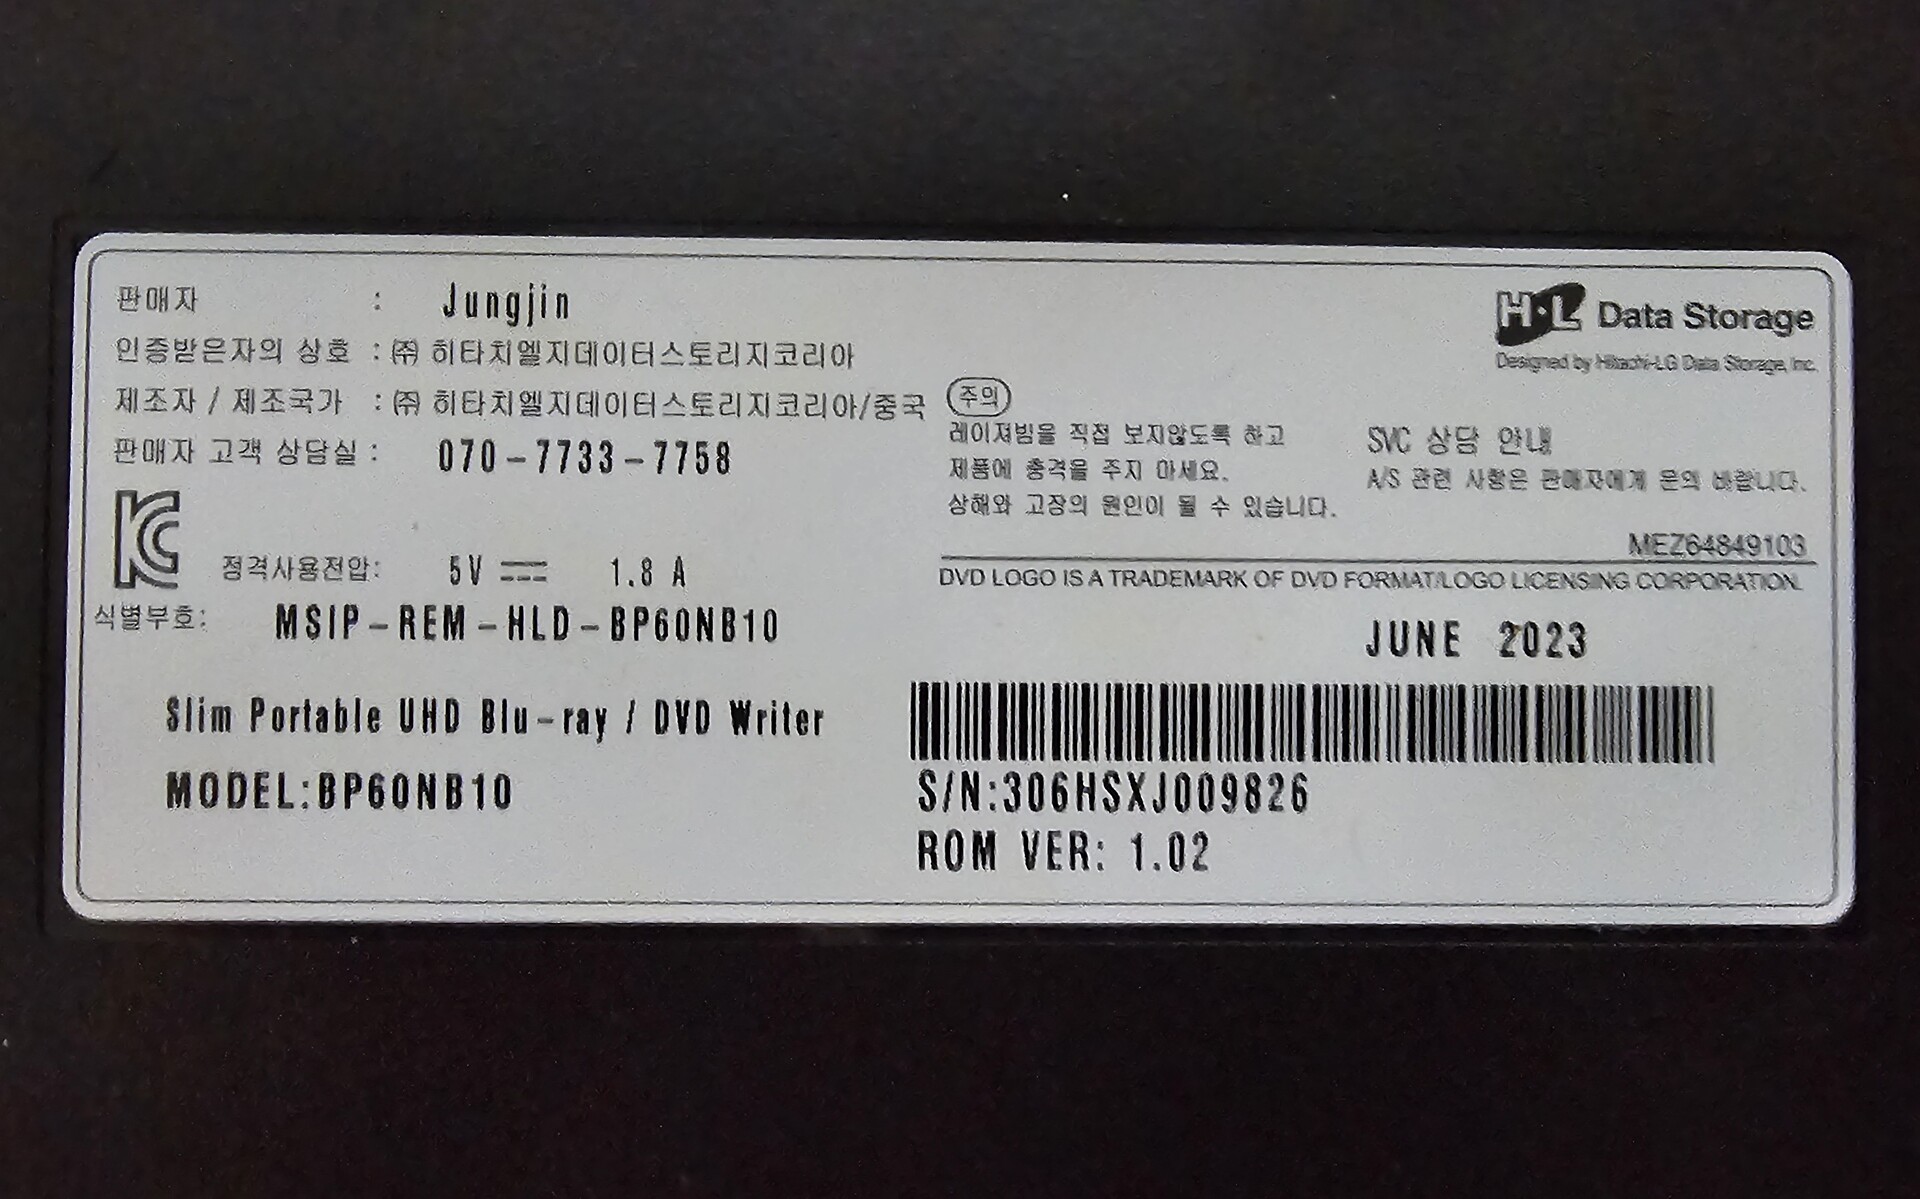 판매자 : Jungjin
인증받은자의 상호 : ㈜ 히타치엘지데이터스토리지코리아
제조자 / 제조국가 : ㈜ 히타치엘지데이터스토리지코리아/중국
판매자 고객 상담실 : 070-7733-7758
정격사용전압: 5V 1.8 A
식별부호: MSIP-REM-HLD-BP60NB10
Slim Portable UHD Blu-ray / DVD Writer
MODEL:BP60NB10
H·L Data Storage
Designed by Hitachi-LG Data Storage, Inc.
주의
레이져빔을 직접 보지않도록 하고
제품에 충격을 주지 마세요.
상해와 고장의 원인이 될 수 있습니다.
SVC 상담 안내
A/S 관련 사항은 판매자에게 문의 바랍니다.
MEZ64849103
DVD LOGO IS A TRADEMARK OF DVD FORMAT/LOGO LICENSING CORPORATION.
JUNE 2023
S/N:306HSXJ009826
ROM VER: 1.02